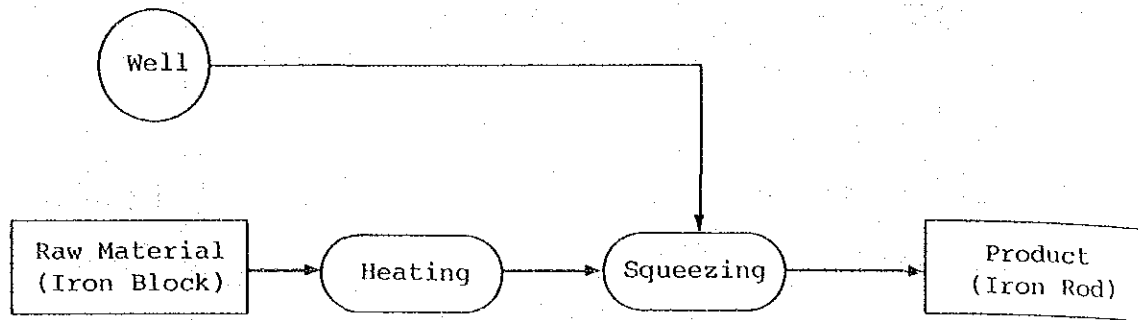 Well
Raw Material
(Iron Block)
Heating
Squeezing
Product
(Iron Rod)